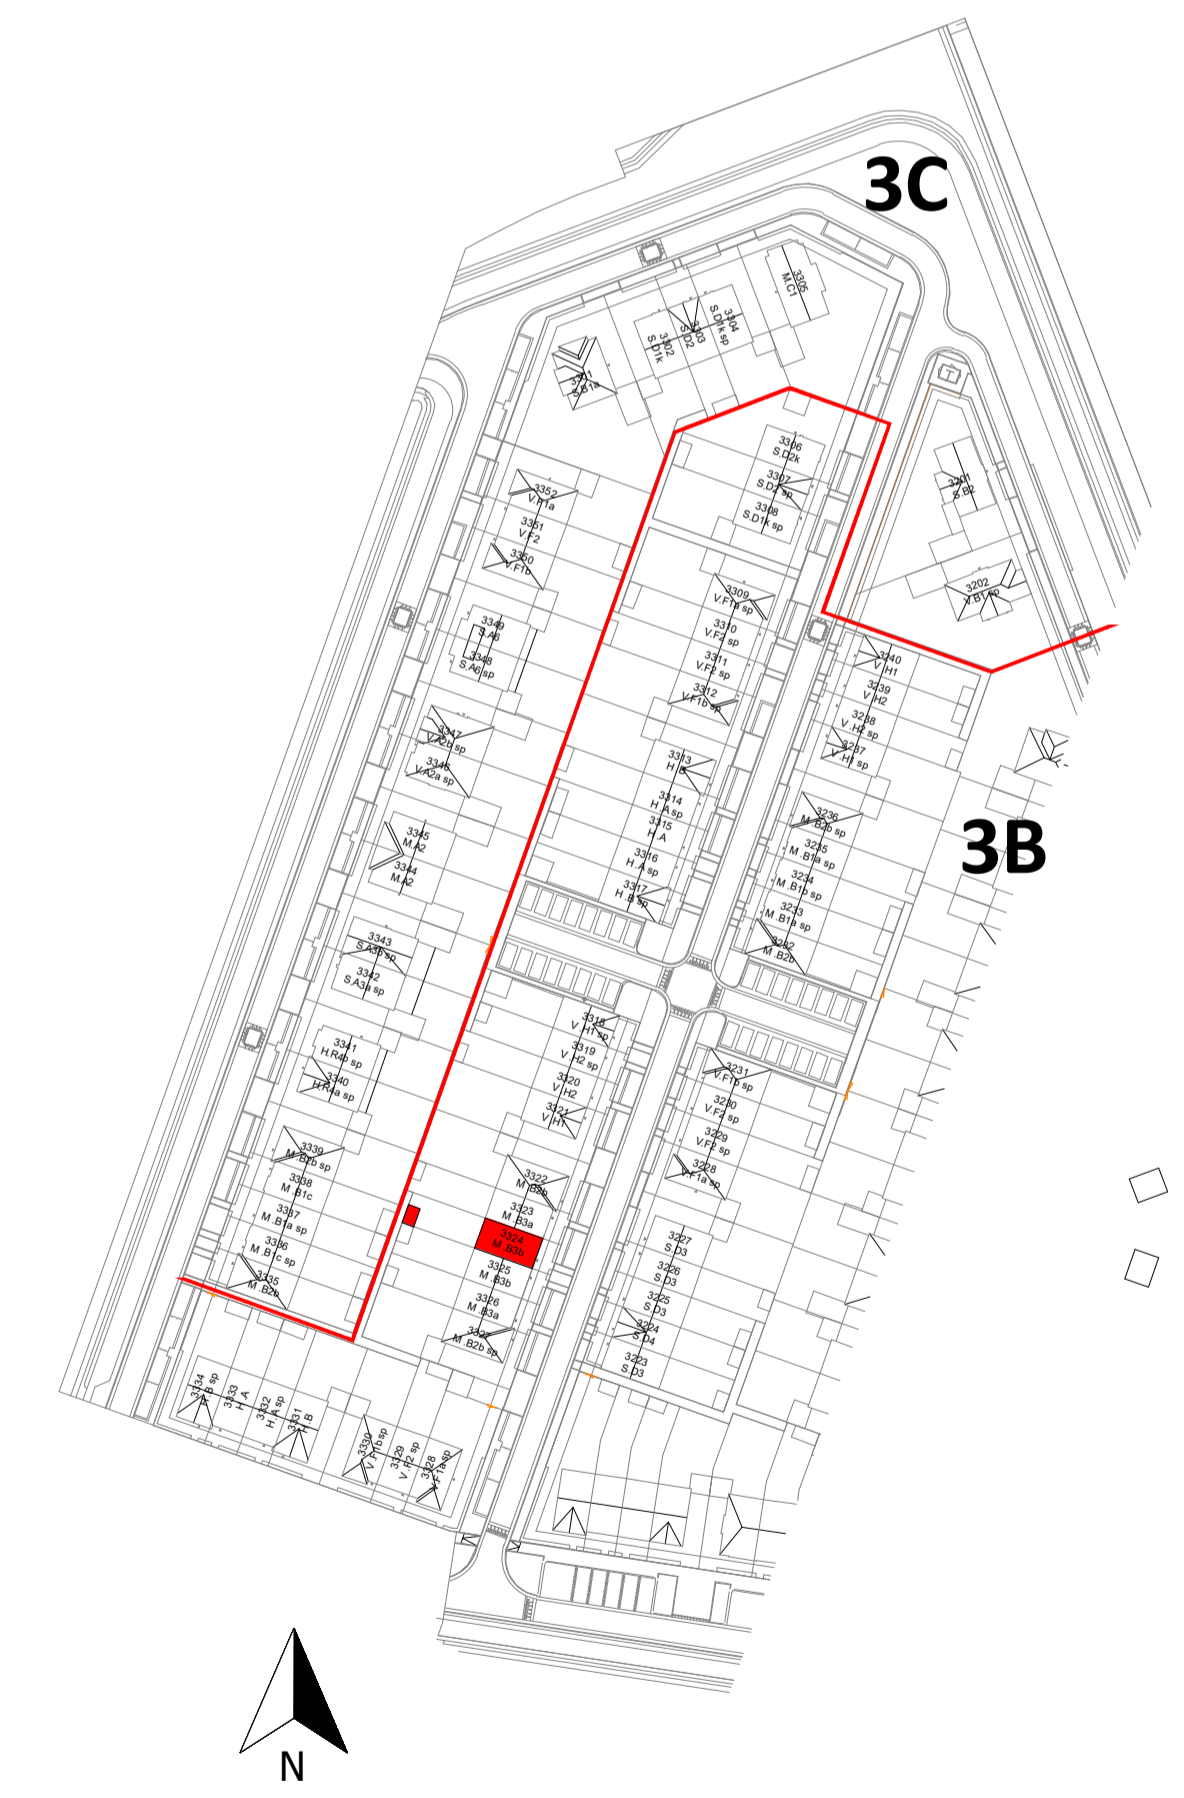 3C
3305
M.C1
3304
S.D1k sp
3303
S.D2
3302
S.D1k
3301
S.B1a
3306
S.D2k
3307
S.D2 sp
3308
S.D1k sp
3201
S.B2
3202
V.B1 sp
3352
V.F1a
3351
V.F2
3350
V.F1b
3309
V.F1a sp
3310
V.F2 sp
3311
V.F2 sp
3312
V.F1b sp
3349
S.A6
3348
S.A6 sp
3240
V .H1
3239
V .H2
3238
V .H2 sp
3237
V .H1 sp
3347
V.A2b sp
3346
V.A2a sp
3313
H .B
3314
H .A sp
3315
H .A
3316
H .A sp
3317
H .B sp
3B
3236
M .B2b sp
3235
M .B1a sp
3234
M .B1b sp
3233
M .B1a sp
3232
M .B2b
3345
M.A2
3344
M.A2
3343
S.A3b sp
3342
S.A3a sp
3341
H.R4b sp
3340
H.R4a sp
3318
V .H1 sp
3319
V .H2 sp
3320
V .H2
3321
V .H1
3231
V.F1b sp
3230
V.F2 sp
3229
V.F2 sp
3228
V.F1a sp
3339
M .B2b sp
3338
M .B1c
3337
M .B1a sp
3336
M .B1c sp
3335
M .B2b
3322
M .B2b
3323
M .B3a
3324
M .B3b
3325
M .B3b
3326
M .B3a
3327
M .B2b sp
3227
S.D3
3226
S.D3
3225
S.D3
3224
S.D4
3223
S.D3
3334
H.B sp
3333
H .A
3332
H .A sp
3331
H .B
3330
V .F1b sp
3329
V .F2 sp
3328
V .F1a sp
N